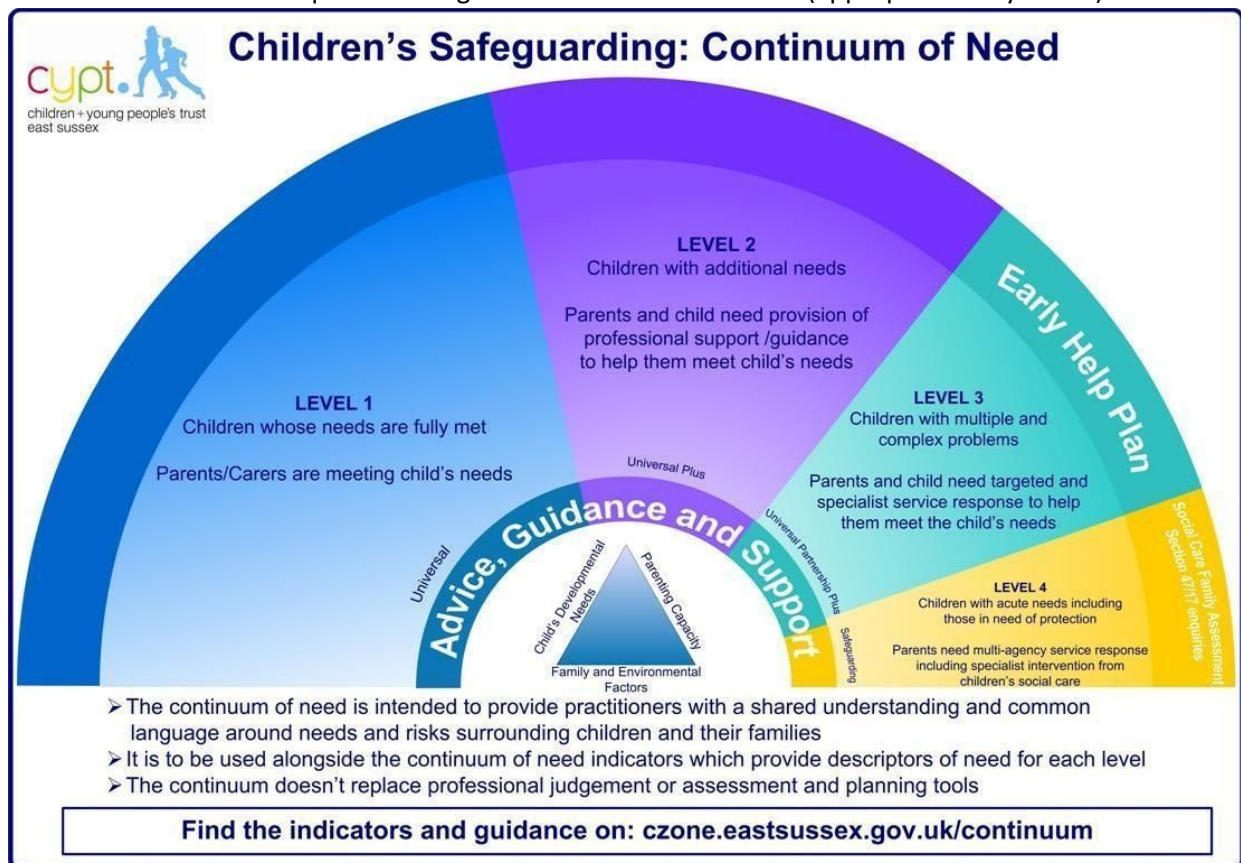 Children's Safeguarding: Continuum of Need
cypt.
children + young people's trust
east sussex
LEVEL 1
Children whose needs are fully met
Parents/Carers are meeting child's needs
LEVEL 2
Children with additional needs
Parents and child need provision of
professional support /guidance
to help them meet child's needs
LEVEL 3
Children with multiple and
complex problems
Parents and child need targeted and
specialist service response to help
them meet the child's needs
LEVEL 4
Children with acute needs including
those in need of protection
Parents need multi-agency service response
including specialist intervention from
children's social care
Early Help Plan
Social Care Family Assessment
Section 47/17 enquiries
Universal
Universal Plus
Universal Partnership Plus
Safeguarding
Advice, Guidance and Support
Child's Developmental
Needs
Parenting Capacity
Family and Environmental
Factors
➢ The continuum of need is intended to provide practitioners with a shared understanding and common
language around needs and risks surrounding children and their families
➢ It is to be used alongside the continuum of need indicators which provide descriptors of need for each level
➢ The continuum doesn't replace professional judgement or assessment and planning tools
Find the indicators and guidance on: czone.eastsussex.gov.uk/continuum